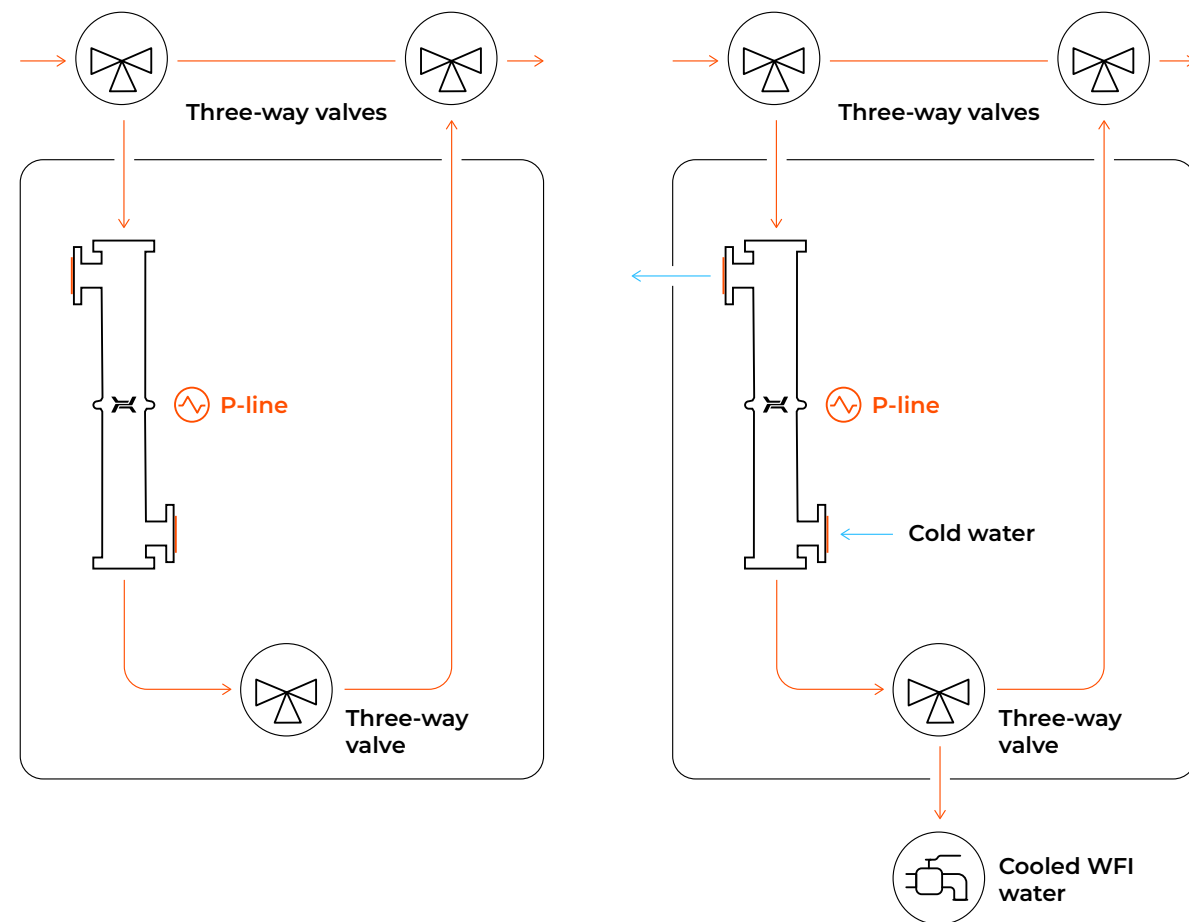 Three-way valves
P-line
Three-way
valve
Three-way valves
P-line
Cold water
Three-way
valve
Cooled WFI
water